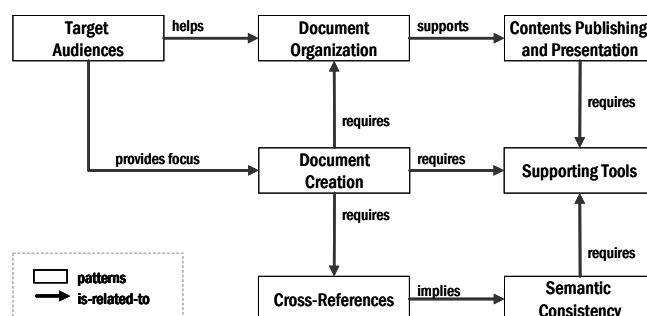 Target
Audiences
helps
Document
Organization
supports
Contents Publishing
and Presentation
requires
requires
provides focus
Document
Creation
requires
Supporting Tools
requires
requires
patterns
is-related-to
Cross-References
implies
Semantic
Consistency